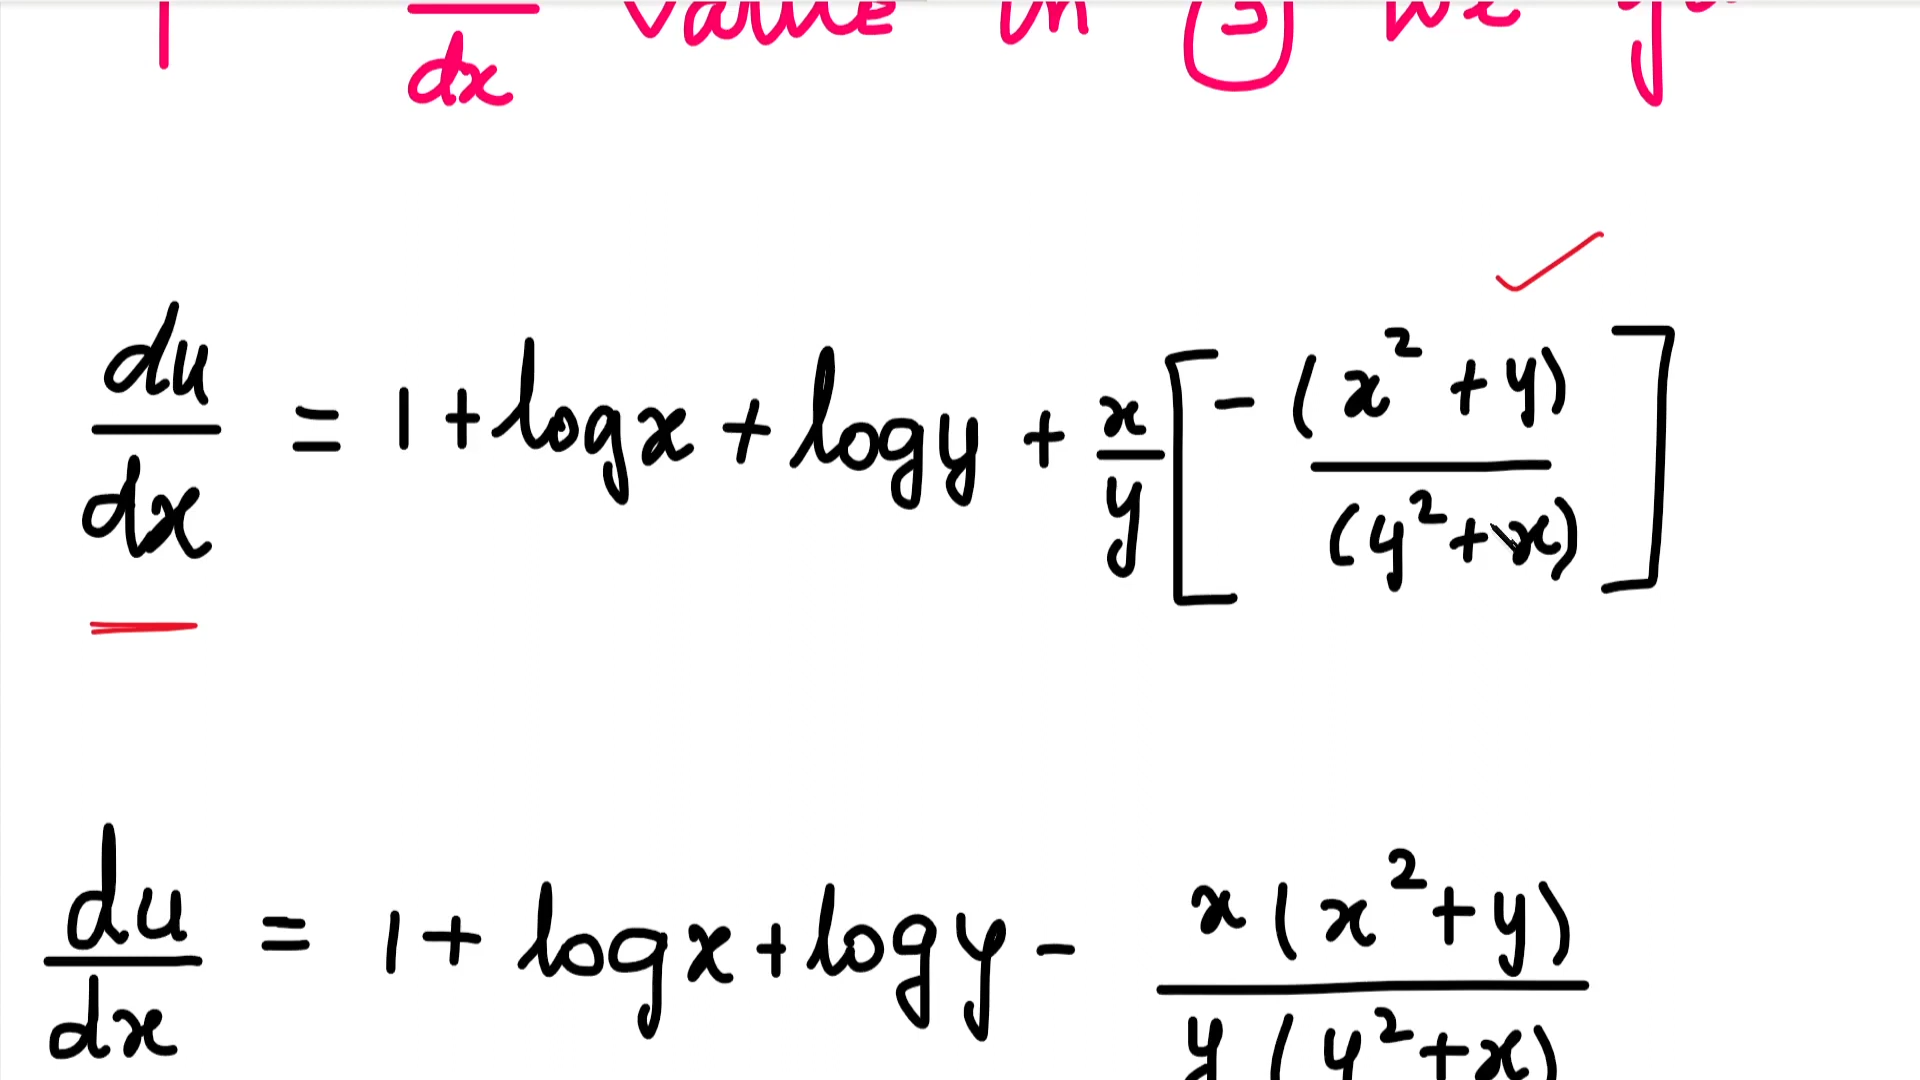 dx value in ③ we
du/dx = 1 + log x + log y + x/y [ -(x² + y)/(y² + x) ]
du/dx = 1 + log x + log y - x(x² + y)/y(y² + x)